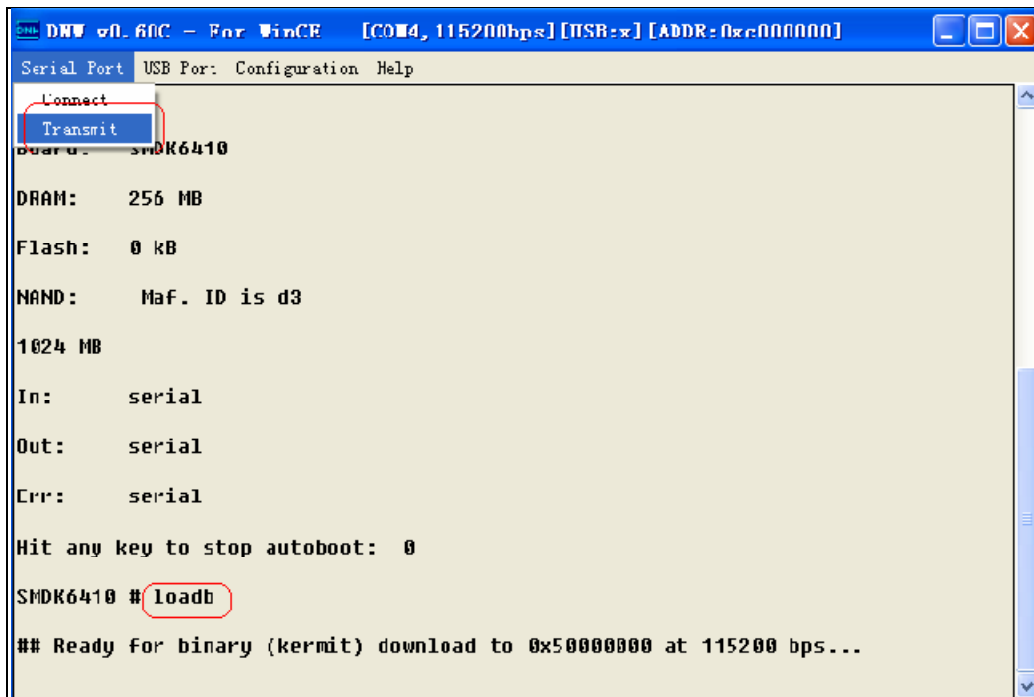 DNW v0.60C - For WinCE [COM4,115200bps][USB:x][ADDR:0xc000000]
Serial Port USB Port Configuration Help
Connect
Transmit
Board: SMDK6410
DRAM: 256 MB
Flash: 0 kB
NAND: Maf. ID is d3
1024 MB
In: serial
Out: serial
Err: serial
Hit any key to stop autoboot: 0
SMDK6410 # loadb
## Ready for binary (kermit) download to 0x50000000 at 115200 bps...